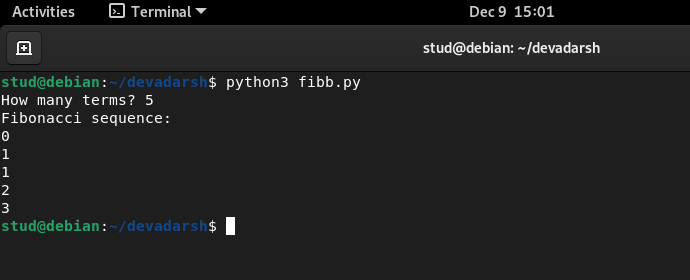 Activities Terminal Dec 9 15:01
stud@debian: ~/devadarsh
stud@debian:~/devadarsh$ python3 fibb.py
How many terms? 5
Fibonacci sequence:
0
1
1
2
3
stud@debian:~/devadarsh$